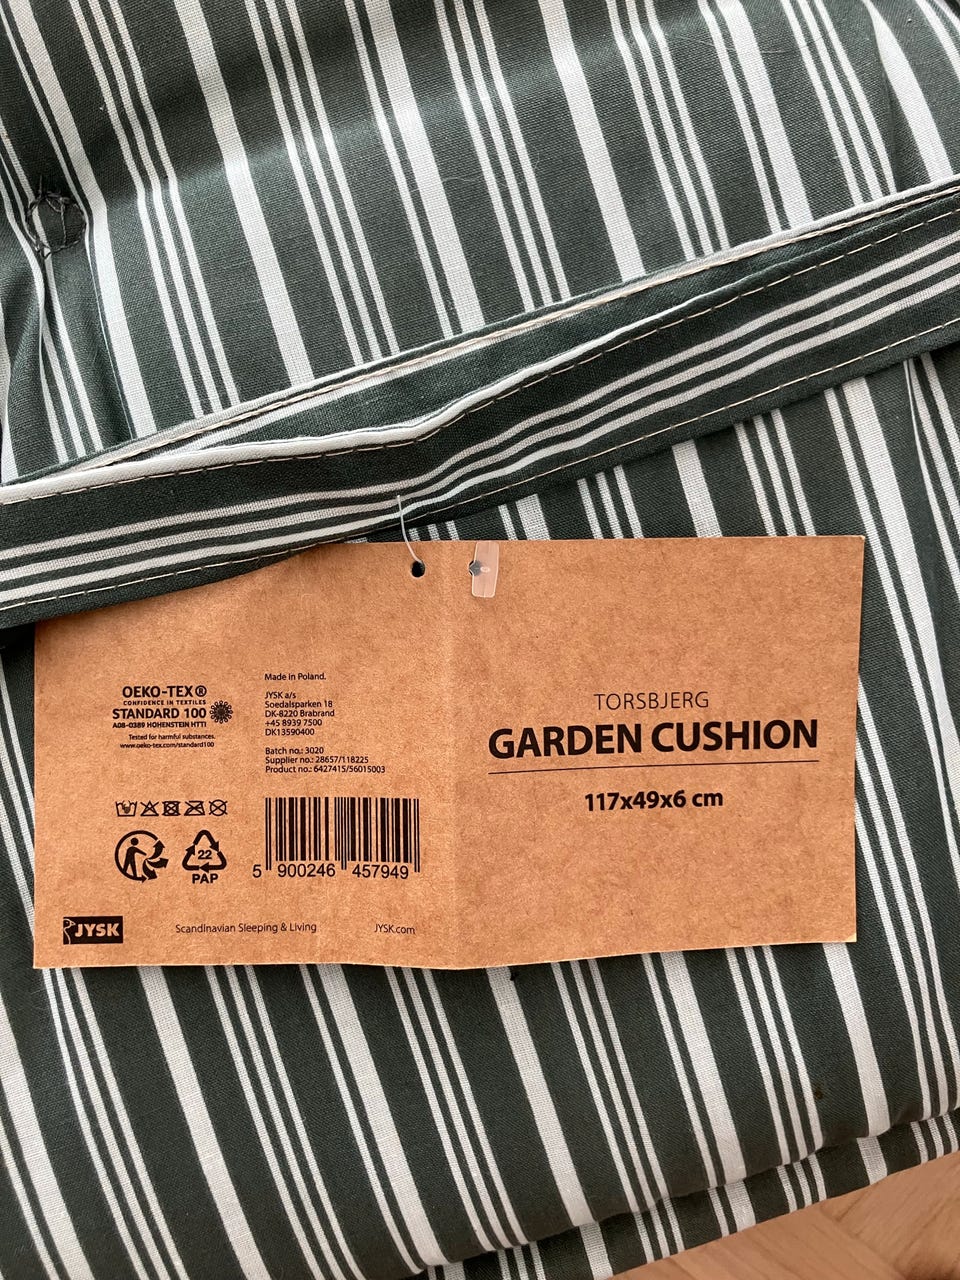 OEKO-TEX®
CONFIDENCE IN TEXTILES
STANDARD 100
A08-0389 HOHENSTEIN HTTI
Tested for harmful substances.
www.oeko-tex.com/standard100
Made in Poland.
JYSK a/s
Soedalsparken 18
DK-8220 Brabrand
+45 8939 7500
DK13590400
Batch no.: 3020
Supplier no.: 28657/118225
Product no.: 6427415/56015003
22
PAP
5 900246 457949
JYSK
Scandinavian Sleeping & Living
JYSK.com
TORSBJERG
GARDEN CUSHION
117x49x6 cm